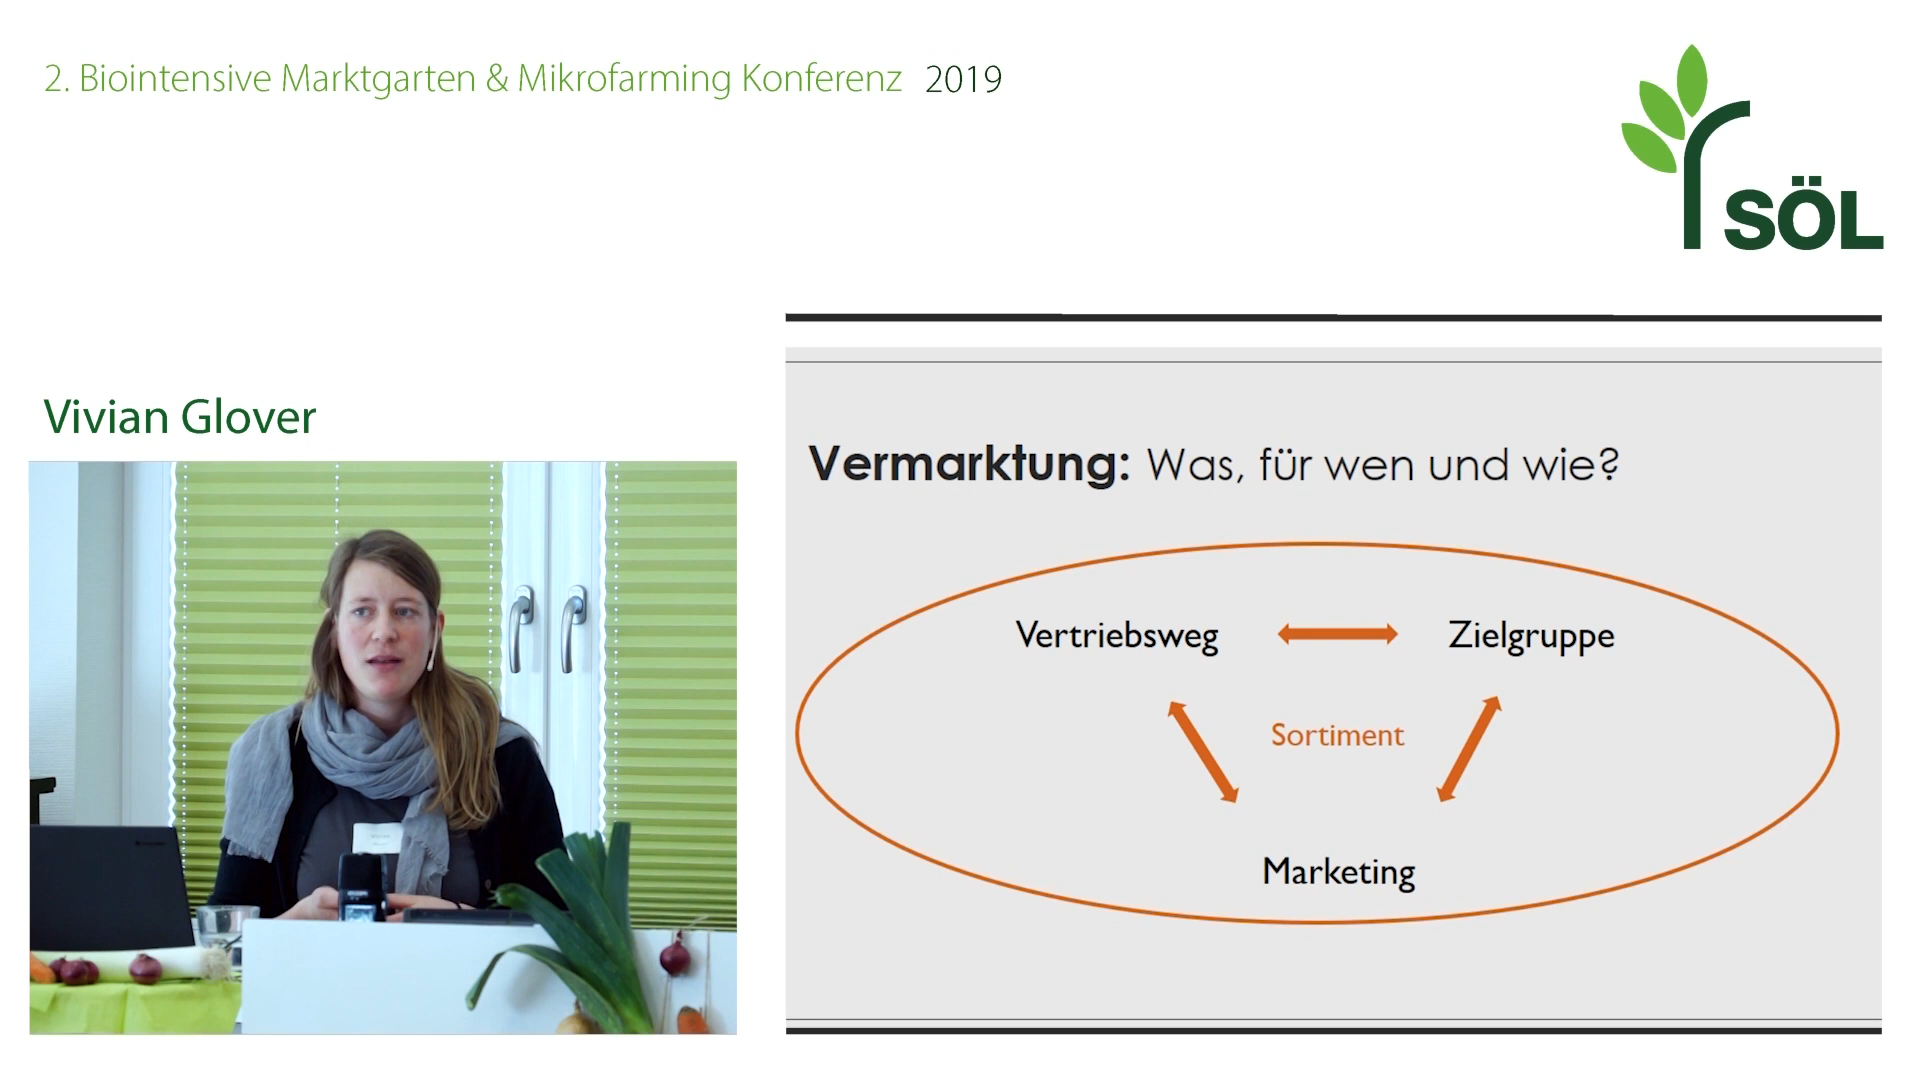 2. Biointensive Marktgarten & Mikrofarming Konferenz 2019
SÖL
Vivian Glover
Vermarktung: Was, für wen und wie?
Vertriebsweg
Zielgruppe
Sortiment
Marketing